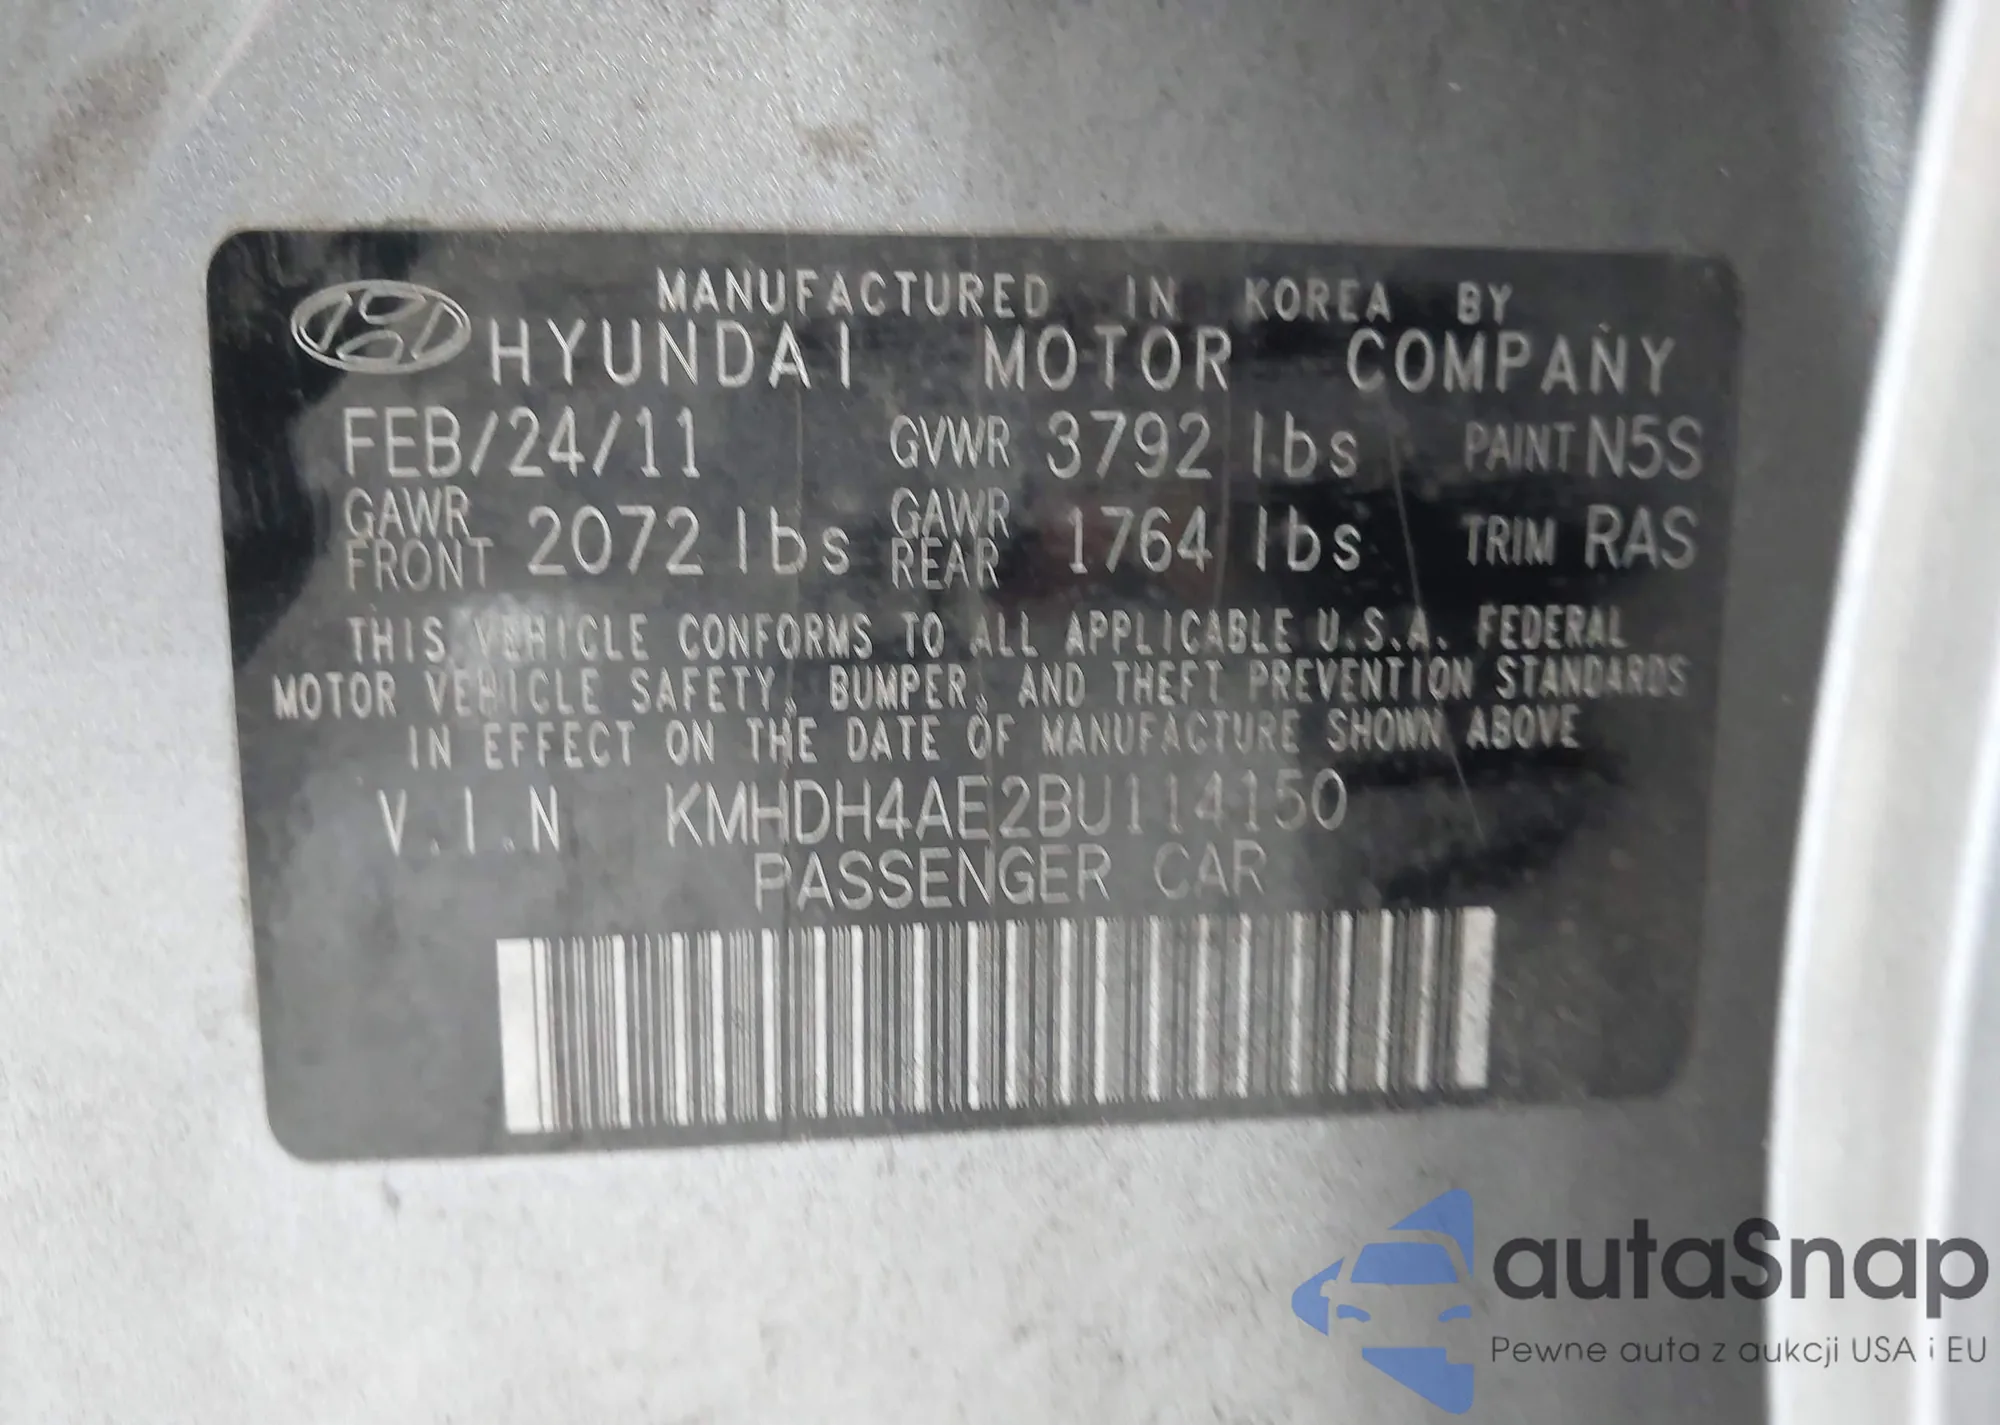 MANUFACTURED IN KOREA BY
HYUNDAI MOTOR COMPANY
FEB/24/11 GVWR 3792 lbs PAINT N5S
GAWR FRONT 2072 lbs GAWR REAR 1764 lbs TRIM RAS
THIS VEHICLE CONFORMS TO ALL APPLICABLE U.S.A. FEDERAL
MOTOR VEHICLE SAFETY, BUMPER, AND THEFT PREVENTION STANDARDS
IN EFFECT ON THE DATE OF MANUFACTURE SHOWN ABOVE
V.I.N KMHDH4AE2BU114150
PASSENGER CAR
autaSnap
Pewne auta z aukcji USA i EU